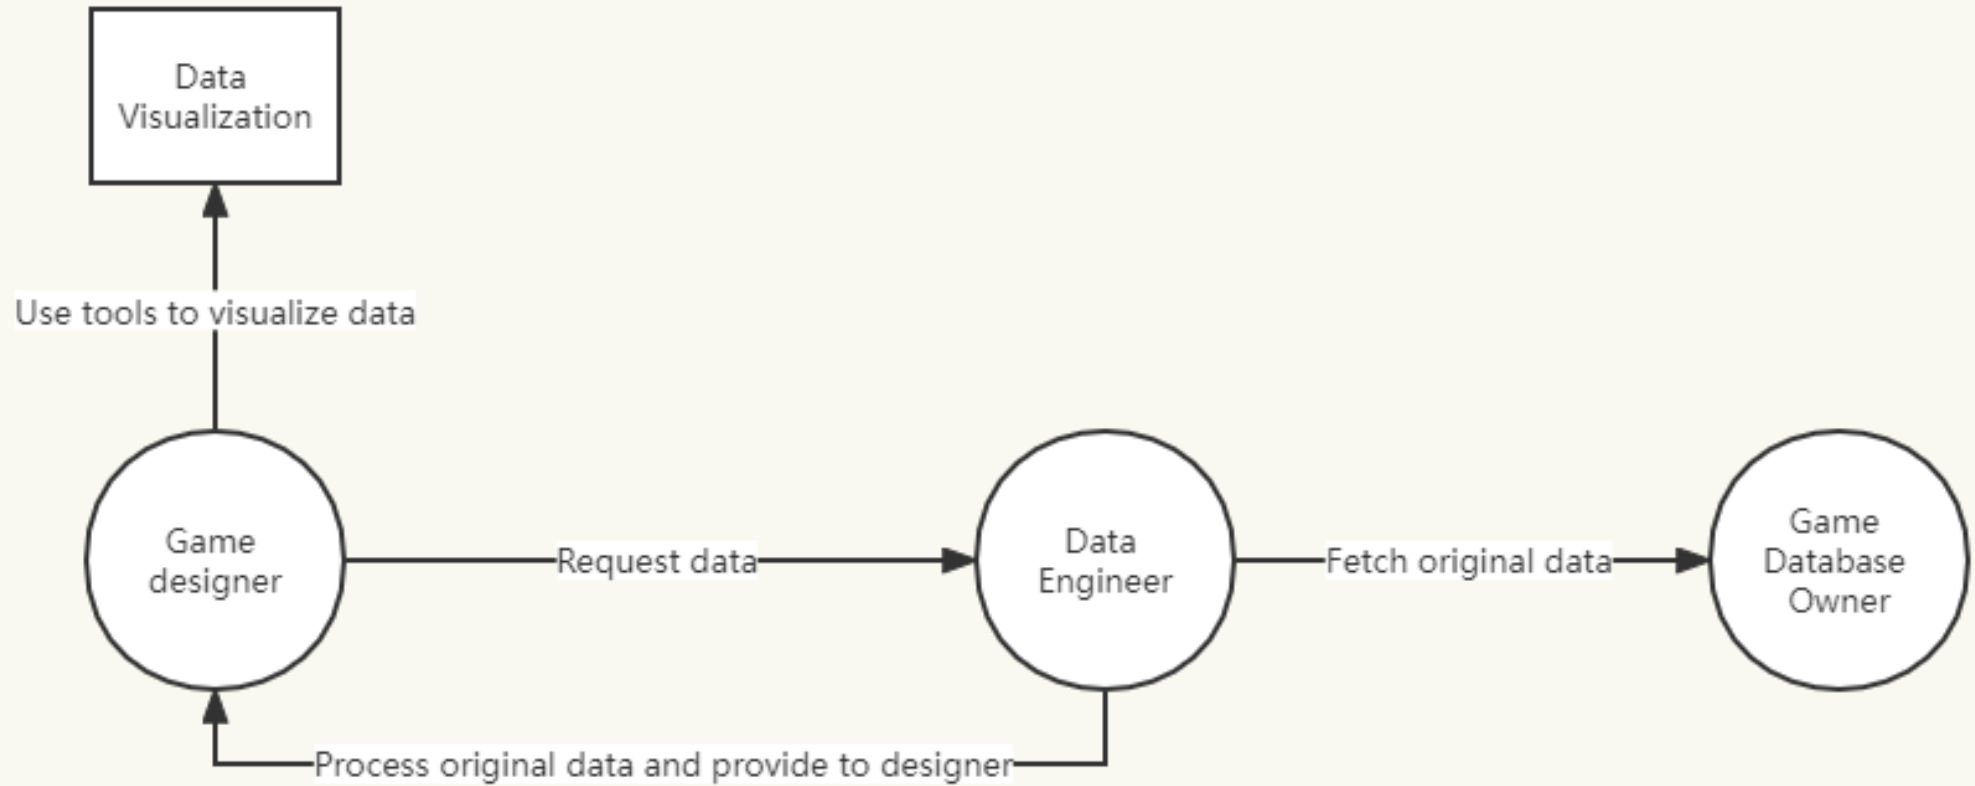 Data
Visualization
Use tools to visualize data
Game
designer
Request data
Data
Engineer
Fetch original data
Game
Database
Owner
Process original data and provide to designer